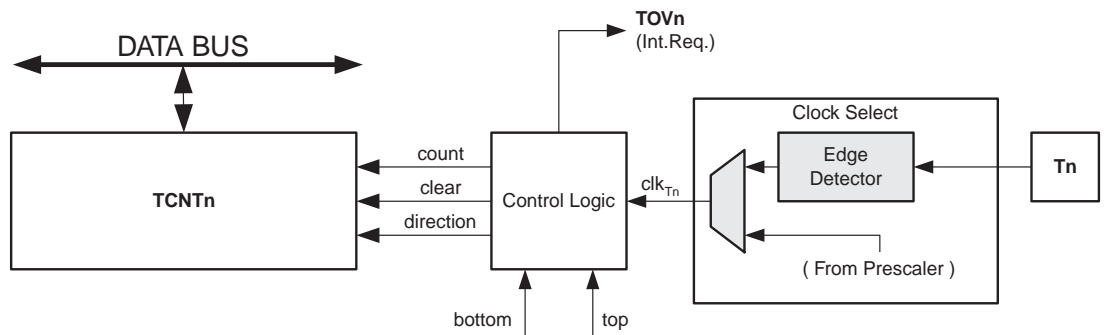 TOVn
(Int.Req.)
DATA BUS
Clock Select
count
Edge
Detector
Tn
TCNTn
clear
Control Logic
clkTn
direction
( From Prescaler )
bottom
top